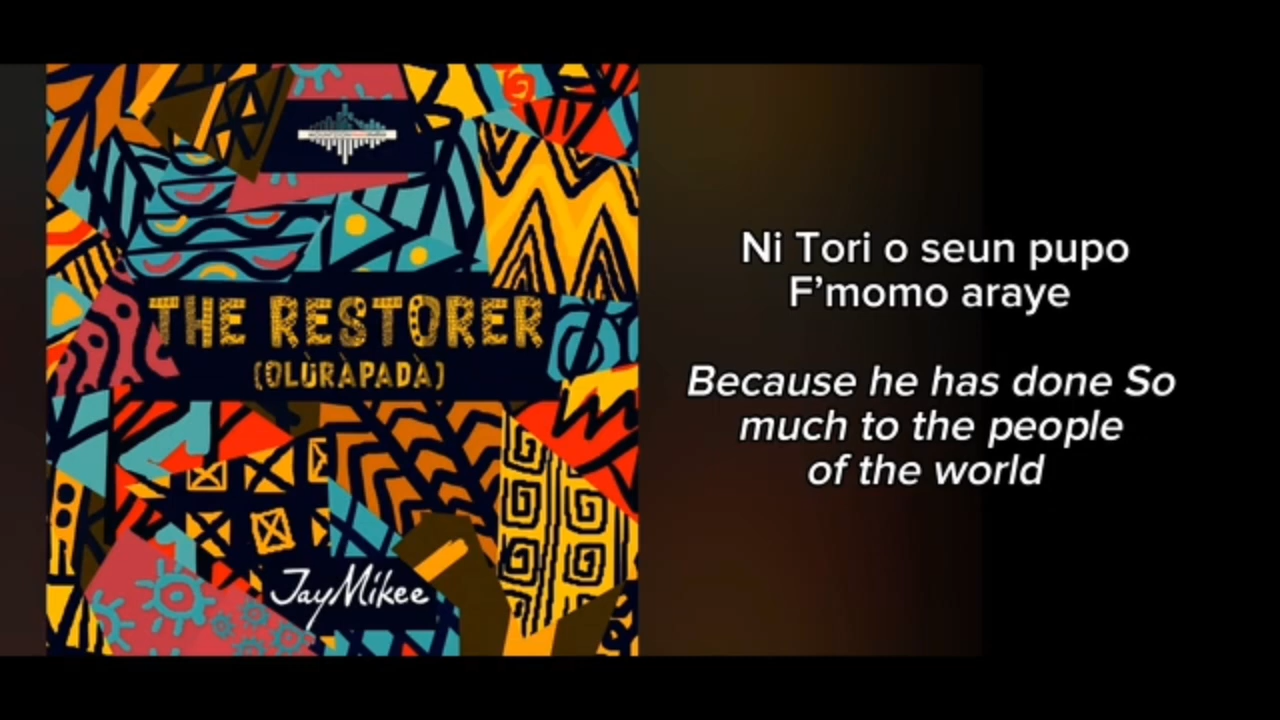 THE RESTORER
(OLÙRÀPADÀ)
JayMikee
Ni Tori o seun pupo
F’momo araye
Because he has done So
much to the people
of the world